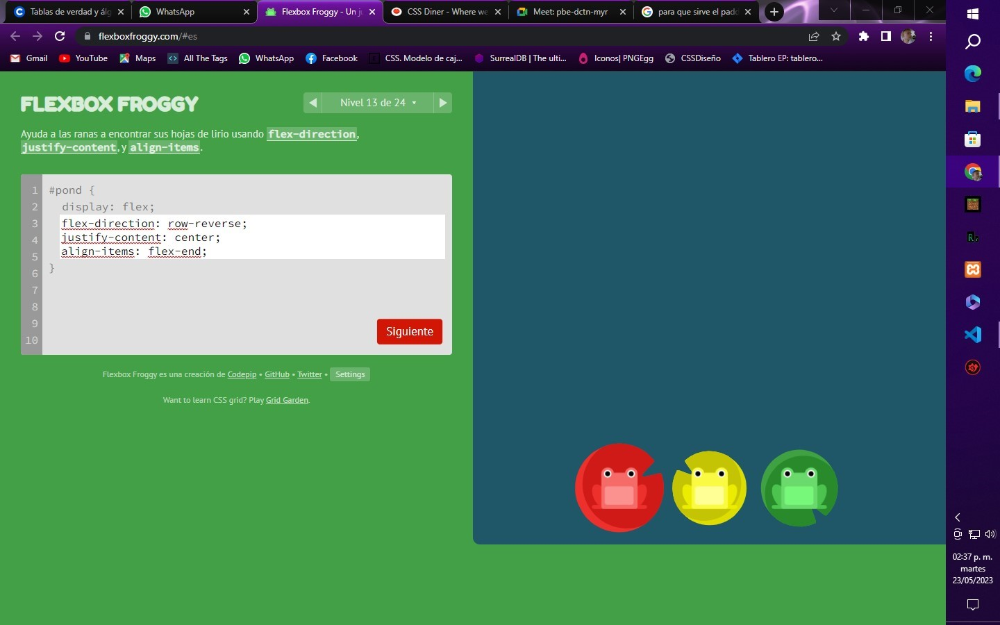 Tablas de verdad y álg
WhatsApp
Flexbox Froggy - Un ju
CSS Diner - Where we
Meet: pbe-dctn-myr
para que sirve el padd
flexboxfroggy.com/#es
Gmail
YouTube
Maps
All The Tags
WhatsApp
Facebook
CSS. Modelo de caj...
SurrealDB | The ulti...
Iconos| PNGEgg
CSSDiseño
Tablero EP: tablero...
FLEXBOX FROGGY
Nivel 13 de 24
Ayuda a las ranas a encontrar sus hojas de lirio usando flex-direction,
justify-content, y align-items.
1 #pond {
2 display: flex;
3 flex-direction: row-reverse;
4 justify-content: center;
5 align-items: flex-end;
6 }
7
8
9
10
Siguiente
Flexbox Froggy es una creación de Codepip • GitHub • Twitter • Settings
Want to learn CSS grid? Play Grid Garden.
02:37 p. m.
martes
23/05/2023